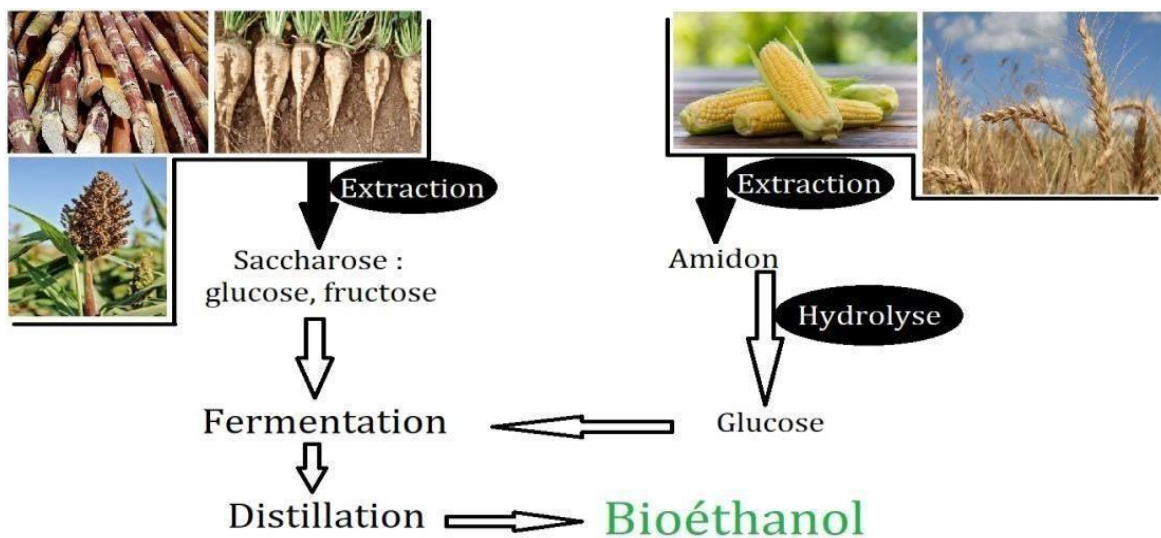 Extraction
Saccharose :
glucose, fructose
Extraction
Amidon
Hydrolyse
Glucose
Fermentation
Distillation
Bioéthanol